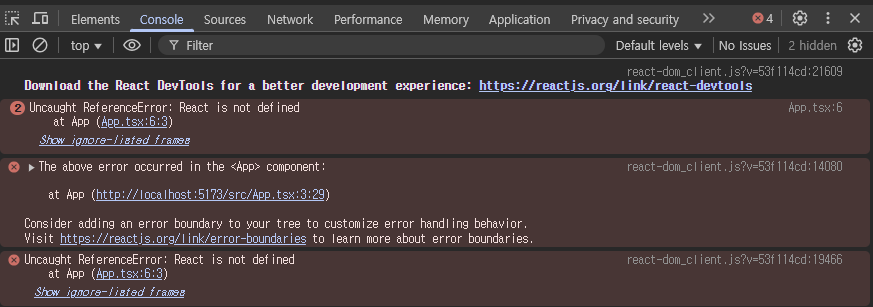 Elements Console Sources Network Performance Memory Application Privacy and security 4
top Filter Default levels No Issues 2 hidden
react-dom_client.js?v=53f114cd:21609
Download the React DevTools for a better development experience: https://reactjs.org/link/react-devtools
2 Uncaught ReferenceError: React is not defined App.tsx:6
at App (App.tsx:6:3)
Show ignore-listed frames
The above error occurred in the <App> component: react-dom_client.js?v=53f114cd:14080
at App (http://localhost:5173/src/App.tsx:3:29)
Consider adding an error boundary to your tree to customize error handling behavior.
Visit https://reactjs.org/link/error-boundaries to learn more about error boundaries.
Uncaught ReferenceError: React is not defined react-dom_client.js?v=53f114cd:19466
at App (App.tsx:6:3)
Show ignore-listed frames